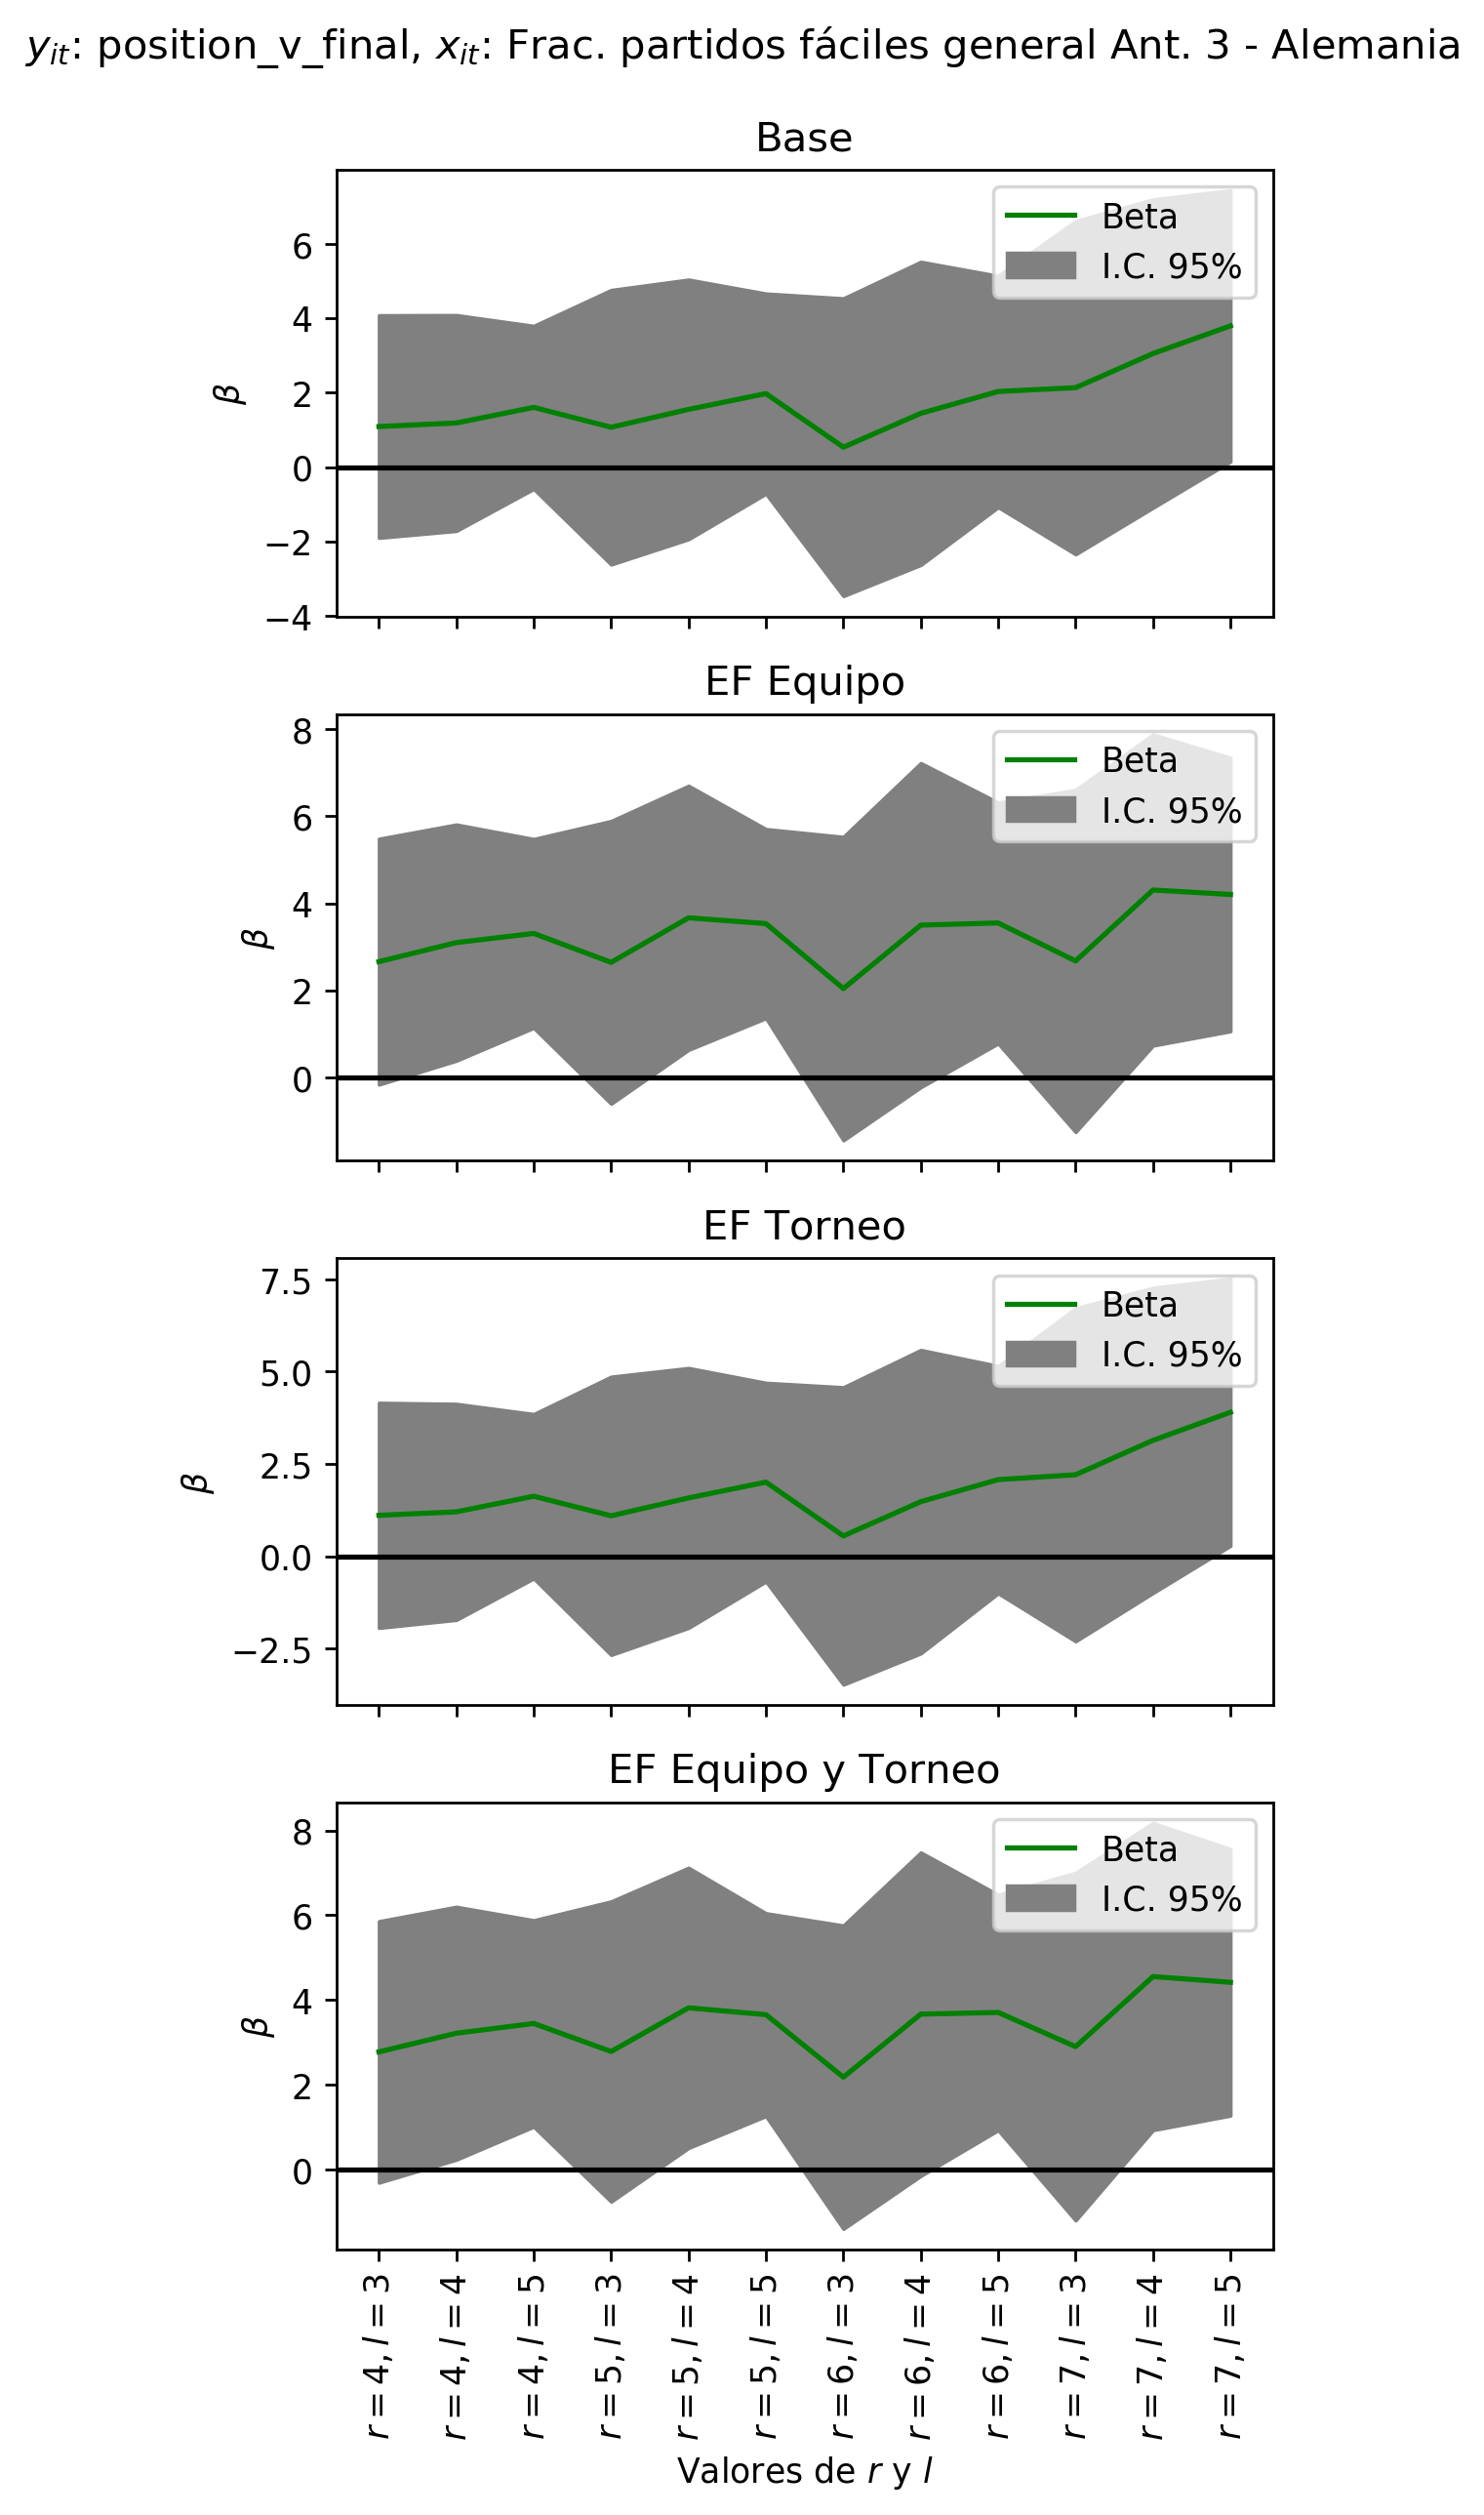 y_it: position_v_final, x_it: Frac. partidos fáciles general Ant. 3 - Alemania
Base
Beta
I.C. 95%
6
4
2
0
−2
−4
β
EF Equipo
Beta
I.C. 95%
8
6
4
2
0
β
EF Torneo
Beta
I.C. 95%
7.5
5.0
2.5
0.0
−2.5
β
EF Equipo y Torneo
Beta
I.C. 95%
8
6
4
2
0
β
r = 4, l = 3
r = 4, l = 4
r = 4, l = 5
r = 5, l = 3
r = 5, l = 4
r = 5, l = 5
r = 6, l = 3
r = 6, l = 4
r = 6, l = 5
r = 7, l = 3
r = 7, l = 4
r = 7, l = 5
Valores de r y l